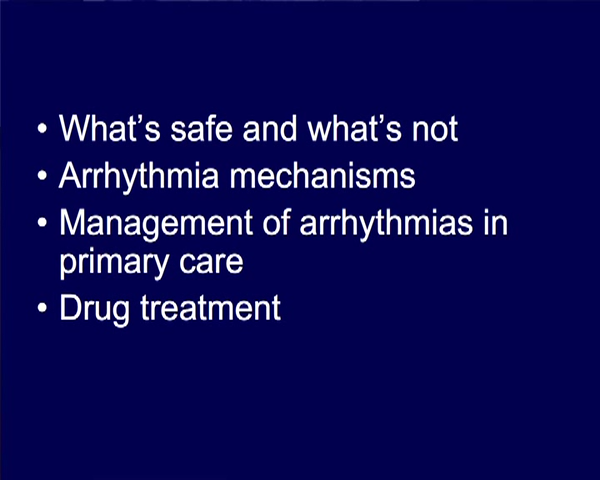 • What's safe and what's not
• Arrhythmia mechanisms
• Management of arrhythmias in
primary care
• Drug treatment